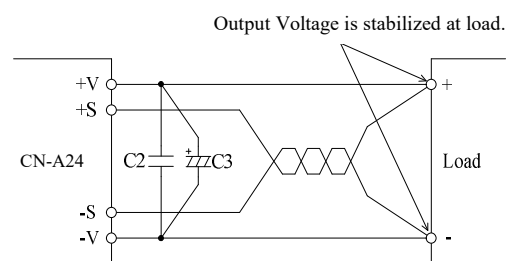 Output Voltage is stabilized at load.
+V
+
+S
CN-A24
C2
+
C3
Load
-S
-V
-